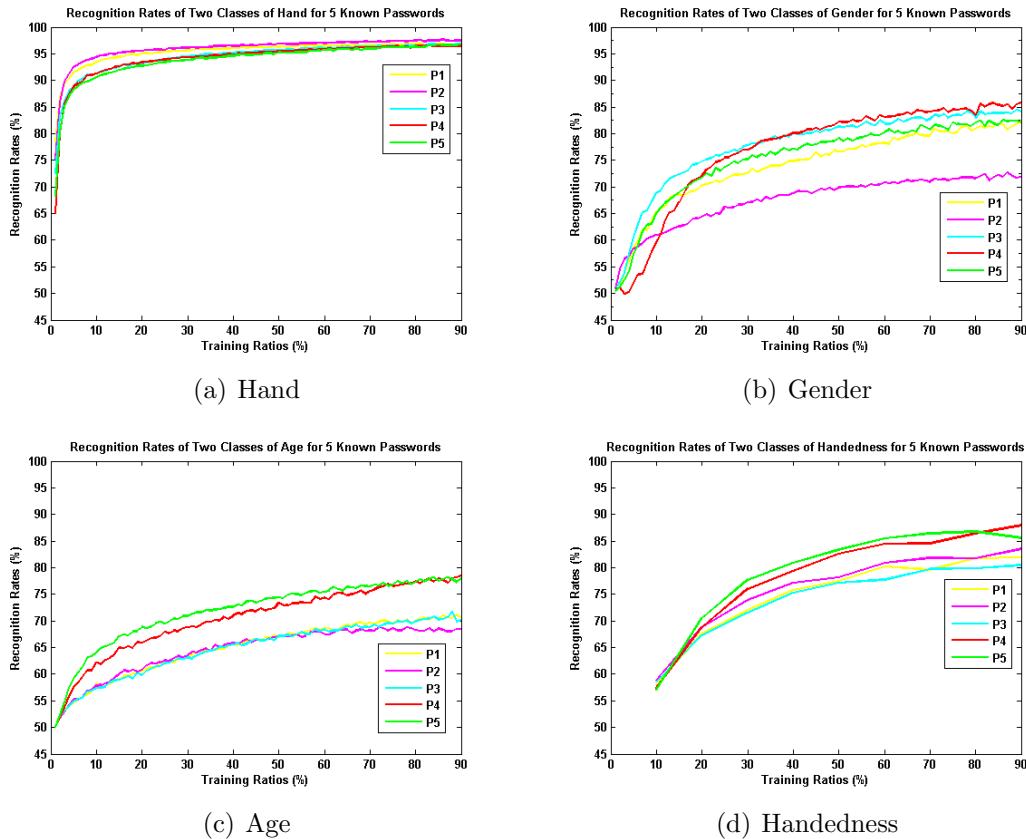 Recognition Rates of Two Classes of Hand for 5 Known Passwords
100
95
90
85
80
75
70
65
60
55
50
45
Recognition Rates (%)
P1
P2
P3
P4
P5
0 10 20 30 40 50 60 70 80 90
Training Ratios (%)
(a) Hand
Recognition Rates of Two Classes of Gender for 5 Known Passwords
100
95
90
85
80
75
70
65
60
55
50
45
Recognition Rates (%)
P1
P2
P3
P4
P5
0 10 20 30 40 50 60 70 80 90
Training Ratios (%)
(b) Gender
Recognition Rates of Two Classes of Age for 5 Known Passwords
100
95
90
85
80
75
70
65
60
55
50
45
Recognition Rates (%)
P1
P2
P3
P4
P5
0 10 20 30 40 50 60 70 80 90
Training Ratios (%)
(c) Age
Recognition Rates of Two Classes of Handedness for 5 Known Passwords
100
95
90
85
80
75
70
65
60
55
50
45
Recognition Rates (%)
P1
P2
P3
P4
P5
0 10 20 30 40 50 60 70 80 90
Training Ratios (%)
(d) Handedness